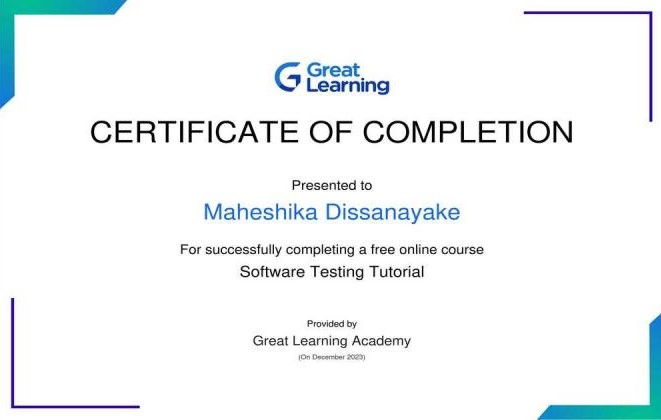 Great
Learning
CERTIFICATE OF COMPLETION
Presented to
Maheshika Dissanayake
For successfully completing a free online course
Software Testing Tutorial
Provided by
Great Learning Academy
(On December 2023)